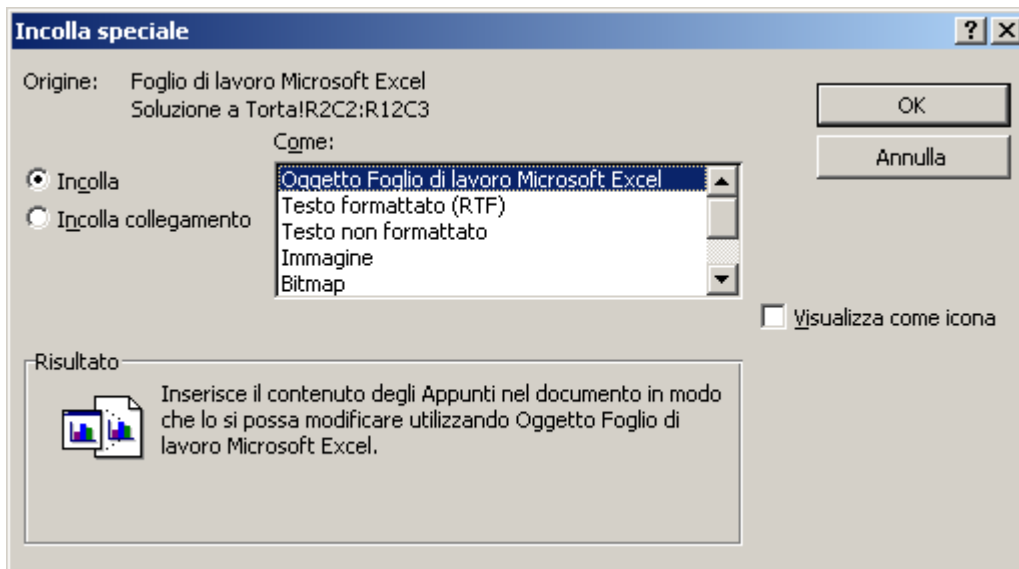 Incolla speciale
Origine: Foglio di lavoro Microsoft Excel
Soluzione a Torta!R2C2:R12C3
OK
Annulla
Come:
Incolla
Incolla collegamento
Oggetto Foglio di lavoro Microsoft Excel
Testo formattato (RTF)
Testo non formattato
Immagine
Bitmap
Visualizza come icona
Risultato
Inserisce il contenuto degli Appunti nel documento in modo
che lo si possa modificare utilizzando Oggetto Foglio di
lavoro Microsoft Excel.